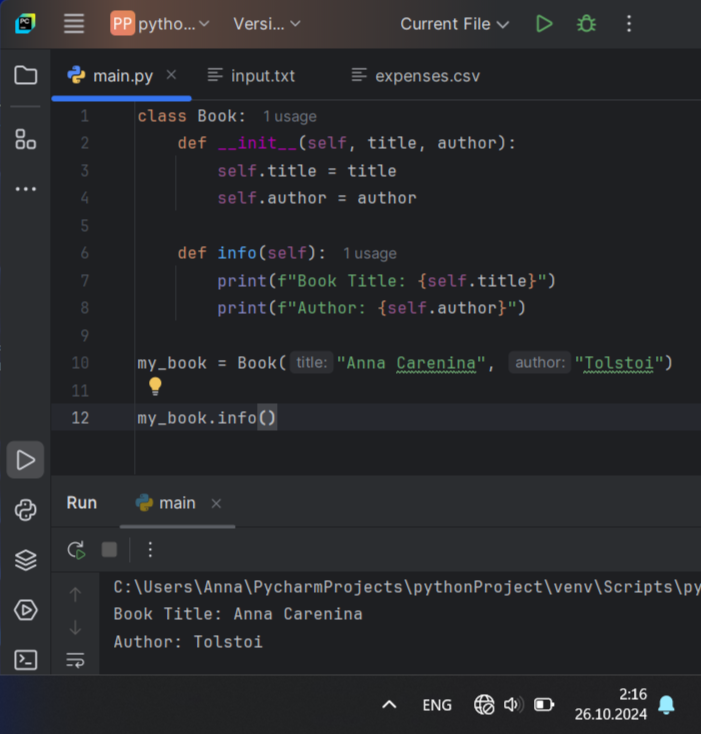 PC
PP pytho... Versi... Current File
main.py input.txt expenses.csv
1 class Book: 1 usage
2 def __init__(self, title, author):
3 self.title = title
4 self.author = author
5
6 def info(self): 1 usage
7 print(f"Book Title: {self.title}")
8 print(f"Author: {self.author}")
9
10 my_book = Book( title: "Anna Carenina", author: "Tolstoi")
11
12 my_book.info()
Run main
C:\Users\Anna\PycharmProjects\pythonProject\venv\Scripts\py
Book Title: Anna Carenina
Author: Tolstoi
ENG 2:16
26.10.2024